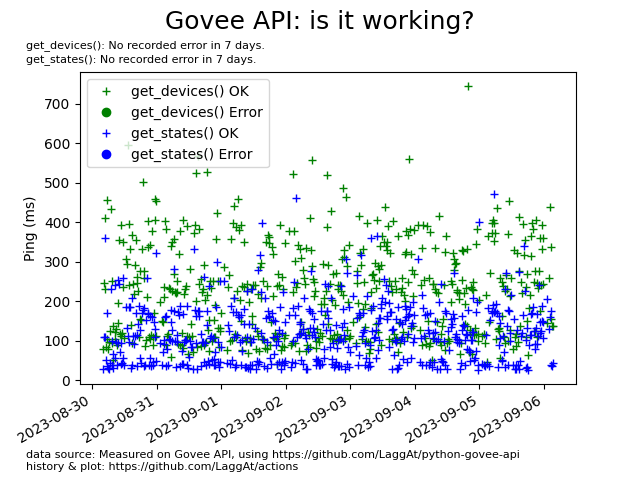 Govee API: is it working?
get_devices(): No recorded error in 7 days.
get_states(): No recorded error in 7 days.
get_devices() OK
get_devices() Error
get_states() OK
get_states() Error
Ping (ms)
700
600
500
400
300
200
100
0
2023-08-30
2023-08-31
2023-09-01
2023-09-02
2023-09-03
2023-09-04
2023-09-05
2023-09-06
data source: Measured on Govee API, using https://github.com/LaggAt/python-govee-api
history & plot: https://github.com/LaggAt/actions